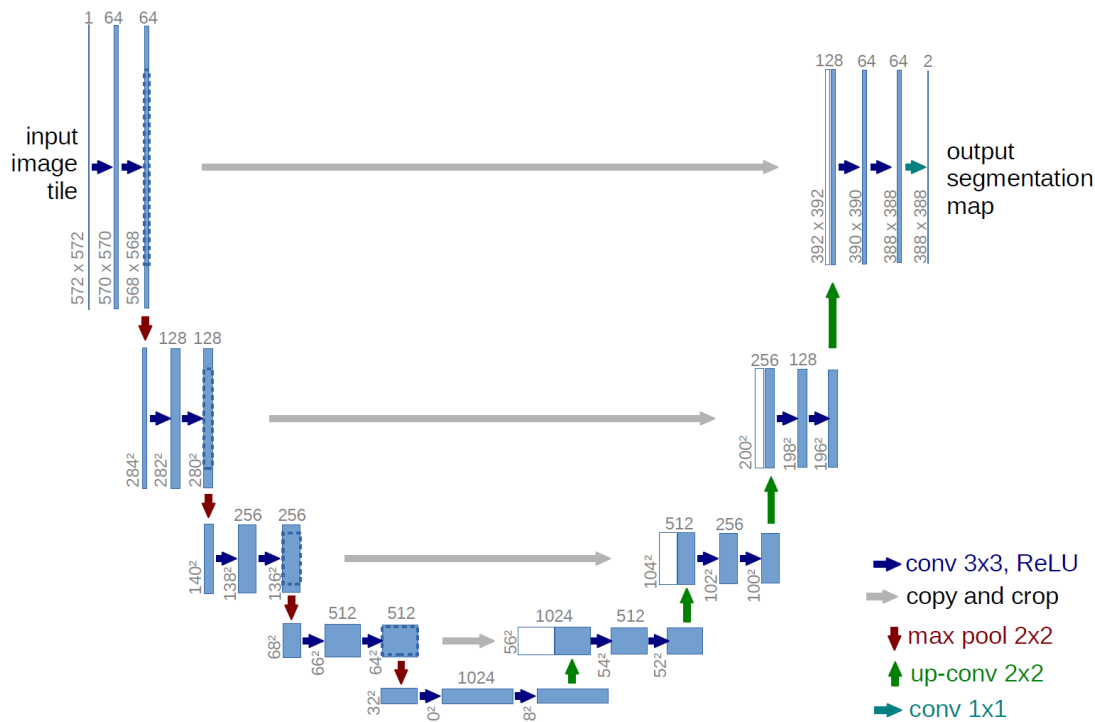 1 64 64
128 64 64 2
input
image
tile
output
segmentation
map
572 x 572
570 x 570
568 x 568
392 x 392
390 x 390
388 x 388
388 x 388
128 128
256 128
284²
282²
280²
200²
198²
196²
256 256
512 256
140²
138²
136²
104²
102²
100²
512 512
1024 512
68²
66²
64²
56²
54²
52²
1024
32²
0²
8²
conv 3x3, ReLU
copy and crop
max pool 2x2
up-conv 2x2
conv 1x1